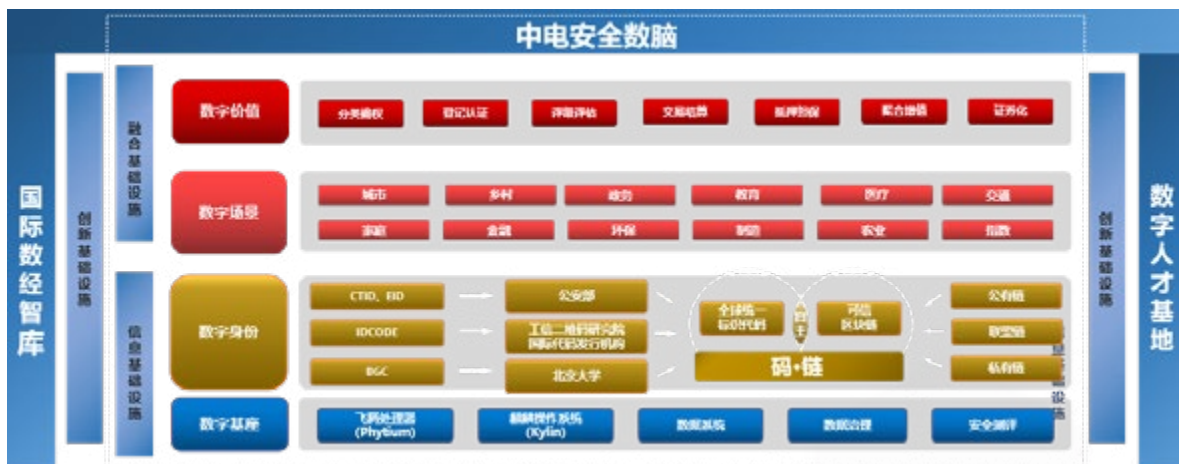 中电安全数脑
国际数经智库
创新基础设施
融合基础设施
数字价值
分类确权
登记认证
评级评估
交易结算
抵押担保
聚合增值
证券化
数字场景
城市
乡村
政务
教育
医疗
交通
家庭
金融
环保
制造
农业
指数
信息基础设施
数字身份
CTID、EID
公安部
IDCODE
工信二维码研究院
国际代码发行机构
BGC
北京大学
全球统一
标识代码
可信
区块链
码+链
公有链
联盟链
私有链
数字基座
飞腾处理器
(Phytium)
麒麟操作系统
(Kylin)
数据系统
数据治理
安全测评
创新基础设施
数字人才基地